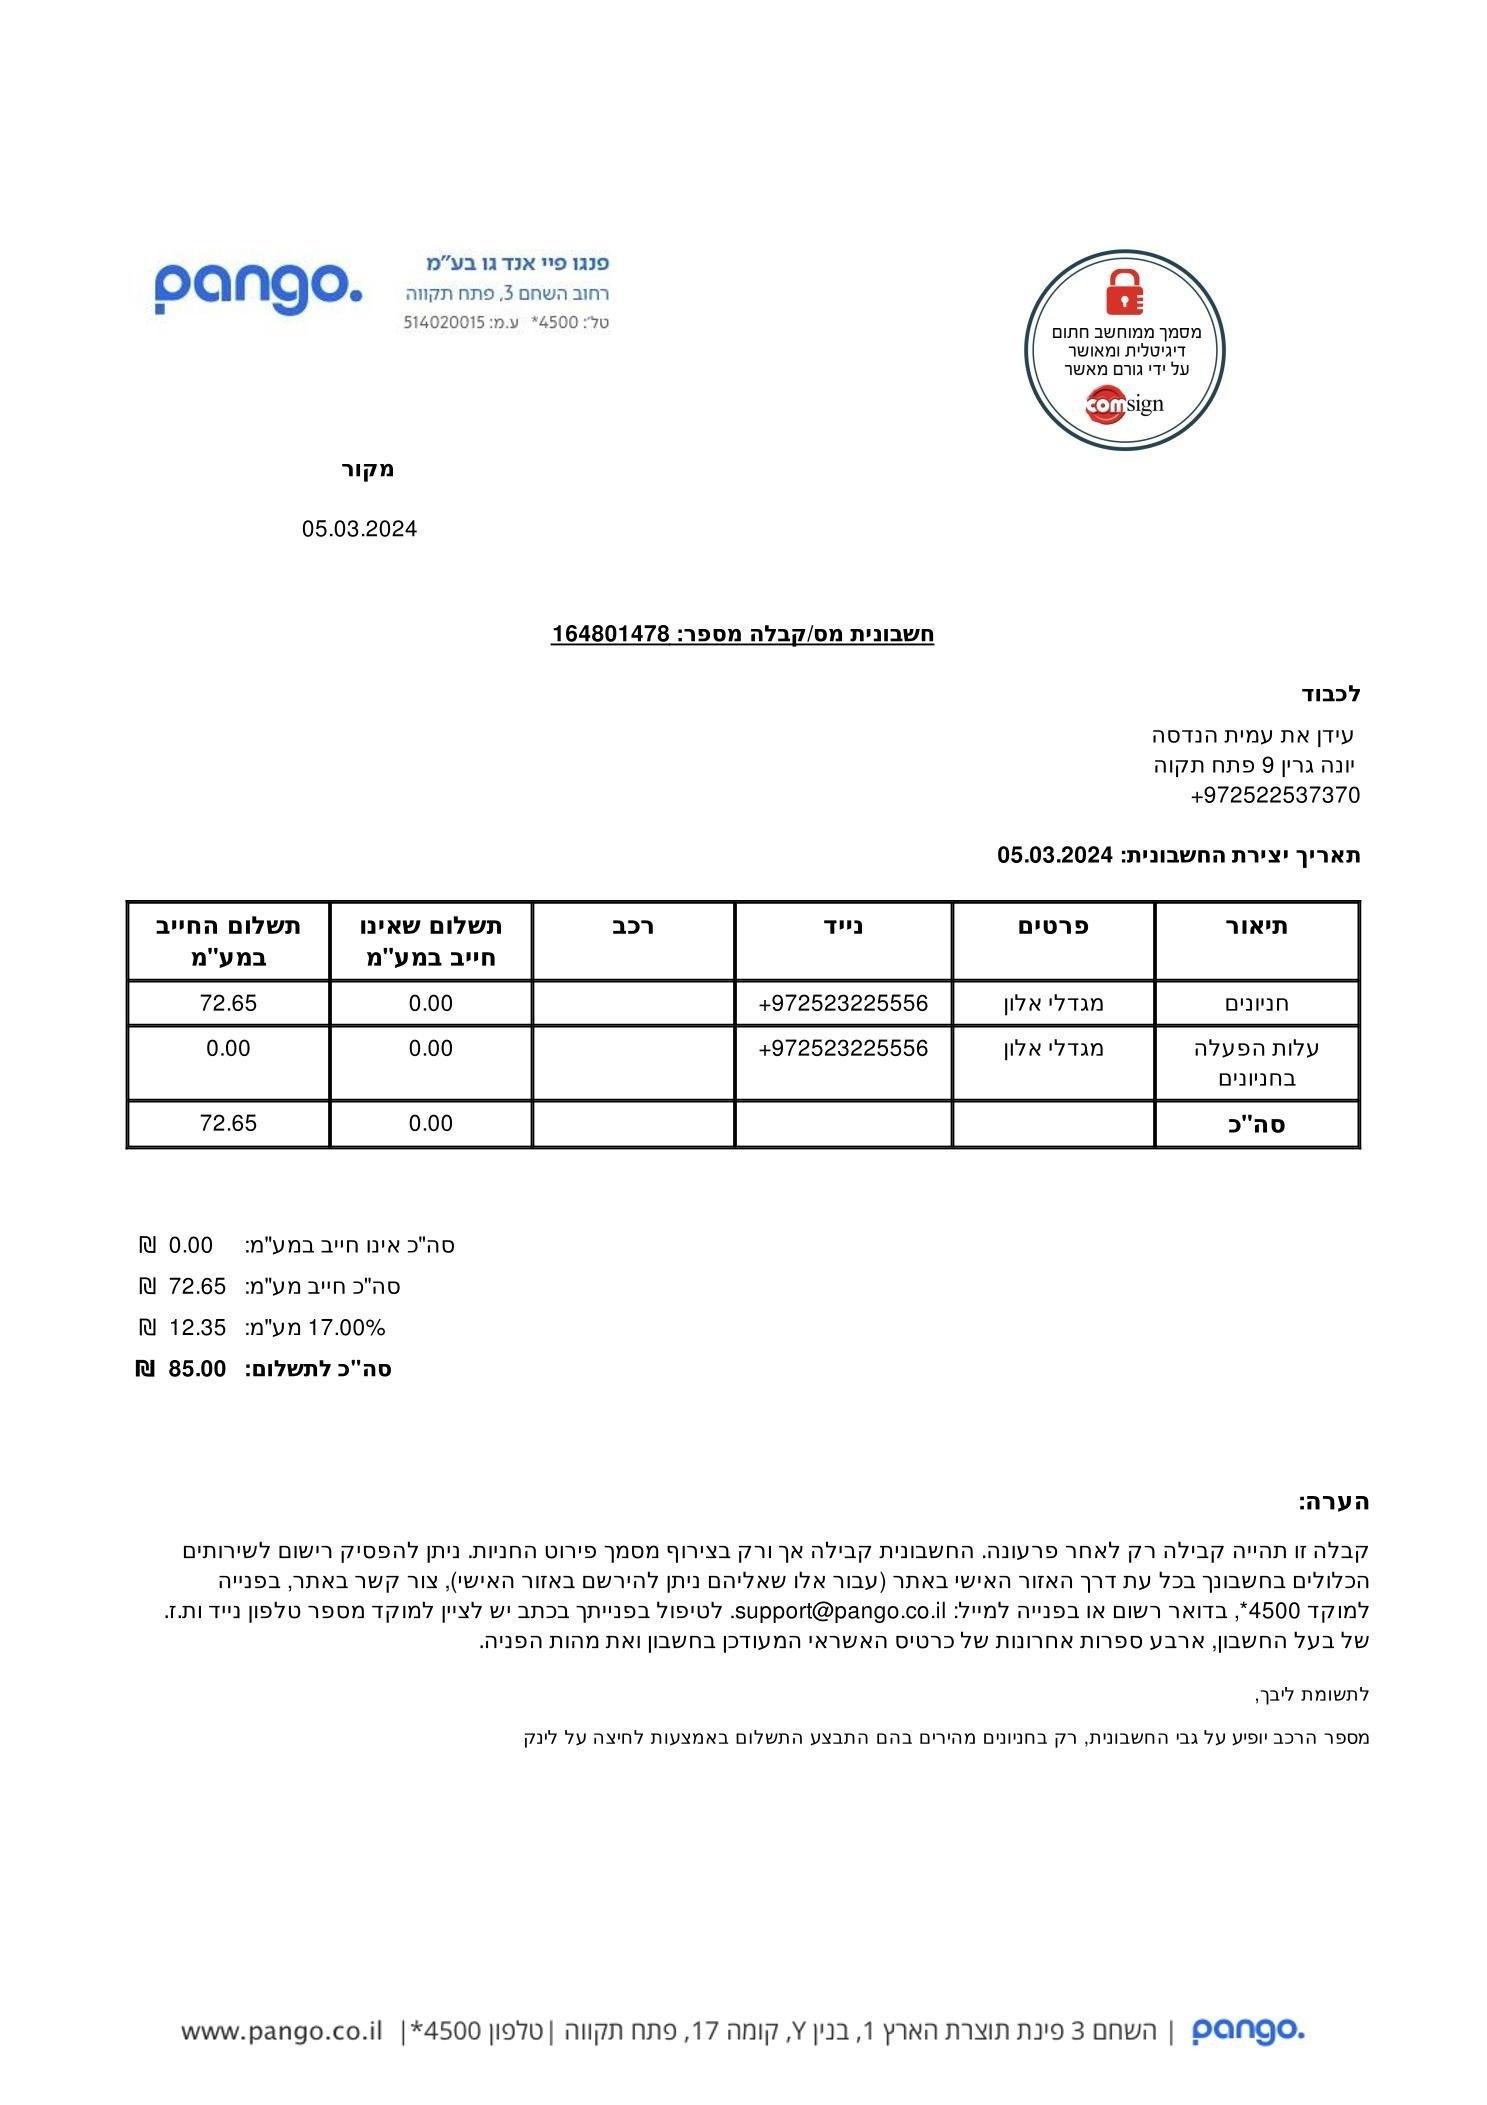 pango.
פנגו פיי אנד גו בע"מ
רחוב השחם 3, פתח תקווה
טל': 4500* ע.מ: 514020015
מסמך ממוחשב חתום
דיגיטלית ומאושר
על ידי גורם מאשר
comsign
מקור
05.03.2024
חשבונית מס/קבלה מספר: 164801478
לכבוד
עידן את עמית הנדסה
יונה גרין 9 פתח תקוה
+972522537370
תאריך יצירת החשבונית: 05.03.2024
תיאור פרטים נייד רכב תשלום שאינו חייב במע"מ תשלום החייב במע"מ
חניונים מגדלי אלון +972523225556 0.00 72.65
עלות הפעלה בחניונים מגדלי אלון +972523225556 0.00 0.00
סה"כ 0.00 72.65
סה"כ אינו חייב במע"מ: 0.00 ₪
סה"כ חייב מע"מ: 72.65 ₪
17.00% מע"מ: 12.35 ₪
סה"כ לתשלום: 85.00 ₪
הערה:
קבלה זו תהייה קבילה רק לאחר פרעונה. החשבונית קבילה אך ורק בצירוף מסמך פירוט החניות. ניתן להפסיק רישום לשירותים
הכלולים בחשבונך בכל עת דרך האזור האישי באתר (עבור אלו שאליהם ניתן להירשם באזור האישי), צור קשר באתר, בפנייה
למוקד 4500*, בדואר רשום או בפנייה למייל: support@pango.co.il. לטיפול בפנייתך בכתב יש לציין למוקד מספר טלפון נייד ות.ז.
של בעל החשבון, ארבע ספרות אחרונות של כרטיס האשראי המעודכן בחשבון ואת מהות הפניה.
לתשומת ליבך,
מספר הרכב יופיע על גבי החשבונית, רק בחניונים מהירים בהם התבצע התשלום באמצעות לחיצה על לינק
pango. | השחם 3 פינת תוצרת הארץ 1, בנין Y, קומה 17, פתח תקווה | טלפון 4500* | www.pango.co.il